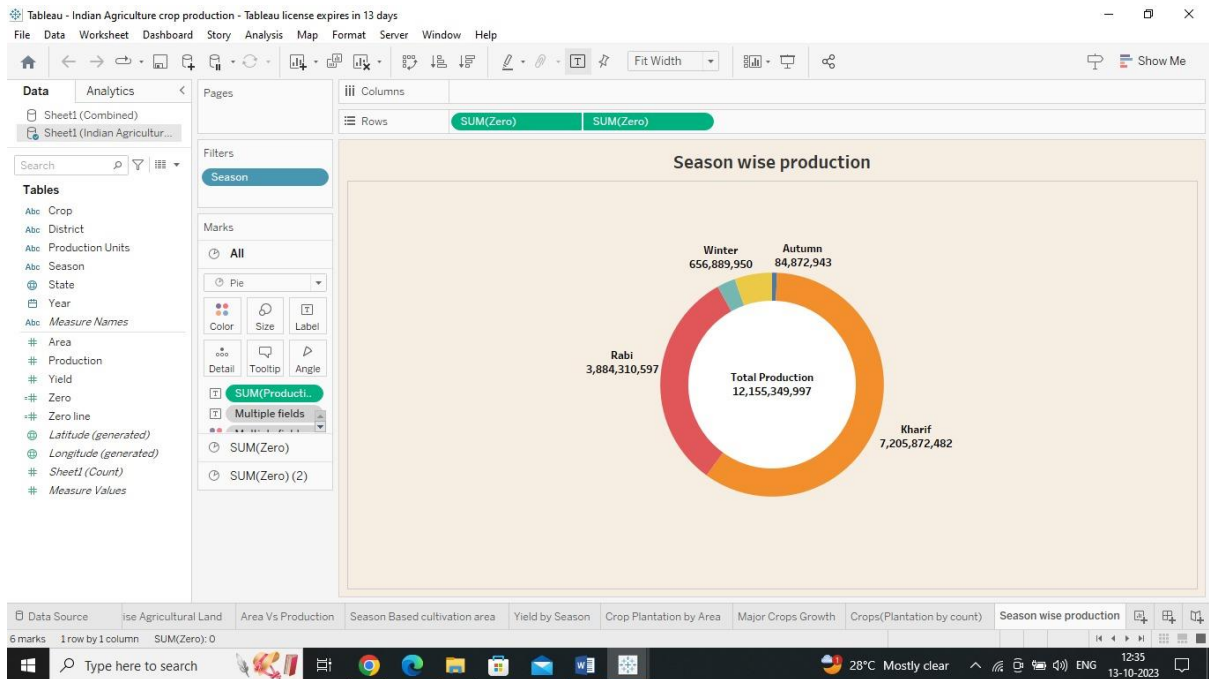 Tableau - Indian Agriculture crop production - Tableau license expires in 13 days
File Data Worksheet Dashboard Story Analysis Map Format Server Window Help
Fit Width
Show Me
Data Analytics
Sheet1 (Combined)
Sheet1 (Indian Agricultur...
Search
Tables
Abc Crop
Abc District
Abc Production Units
Abc Season
State
Year
Abc Measure Names
# Area
# Production
# Yield
=# Zero
=# Zero line
Latitude (generated)
Longitude (generated)
# Sheet1 (Count)
# Measure Values
Pages
Filters
Season
Marks
All
Pie
Color Size Label
Detail Tooltip Angle
SUM(Producti..
Multiple fields
SUM(Zero)
SUM(Zero) (2)
iii Columns
Rows SUM(Zero) SUM(Zero)
Season wise production
Winter
656,889,950
Autumn
84,872,943
Rabi
3,884,310,597
Total Production
12,155,349,997
Kharif
7,205,872,482
Data Source ise Agricultural Land Area Vs Production Season Based cultivation area Yield by Season Crop Plantation by Area Major Crops Growth Crops(Plantation by count) Season wise production
6 marks 1 row by 1 column SUM(Zero): 0
Type here to search
28°C Mostly clear ENG
12:35
13-10-2023